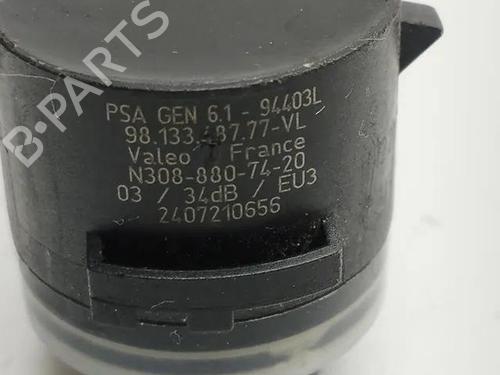 B-PARTS
PSA GEN 6.1 - 94403L
98.133.487.77-VL
Valeo / France
N308-880-74-20
03 / 34dB / EU3
2407210656